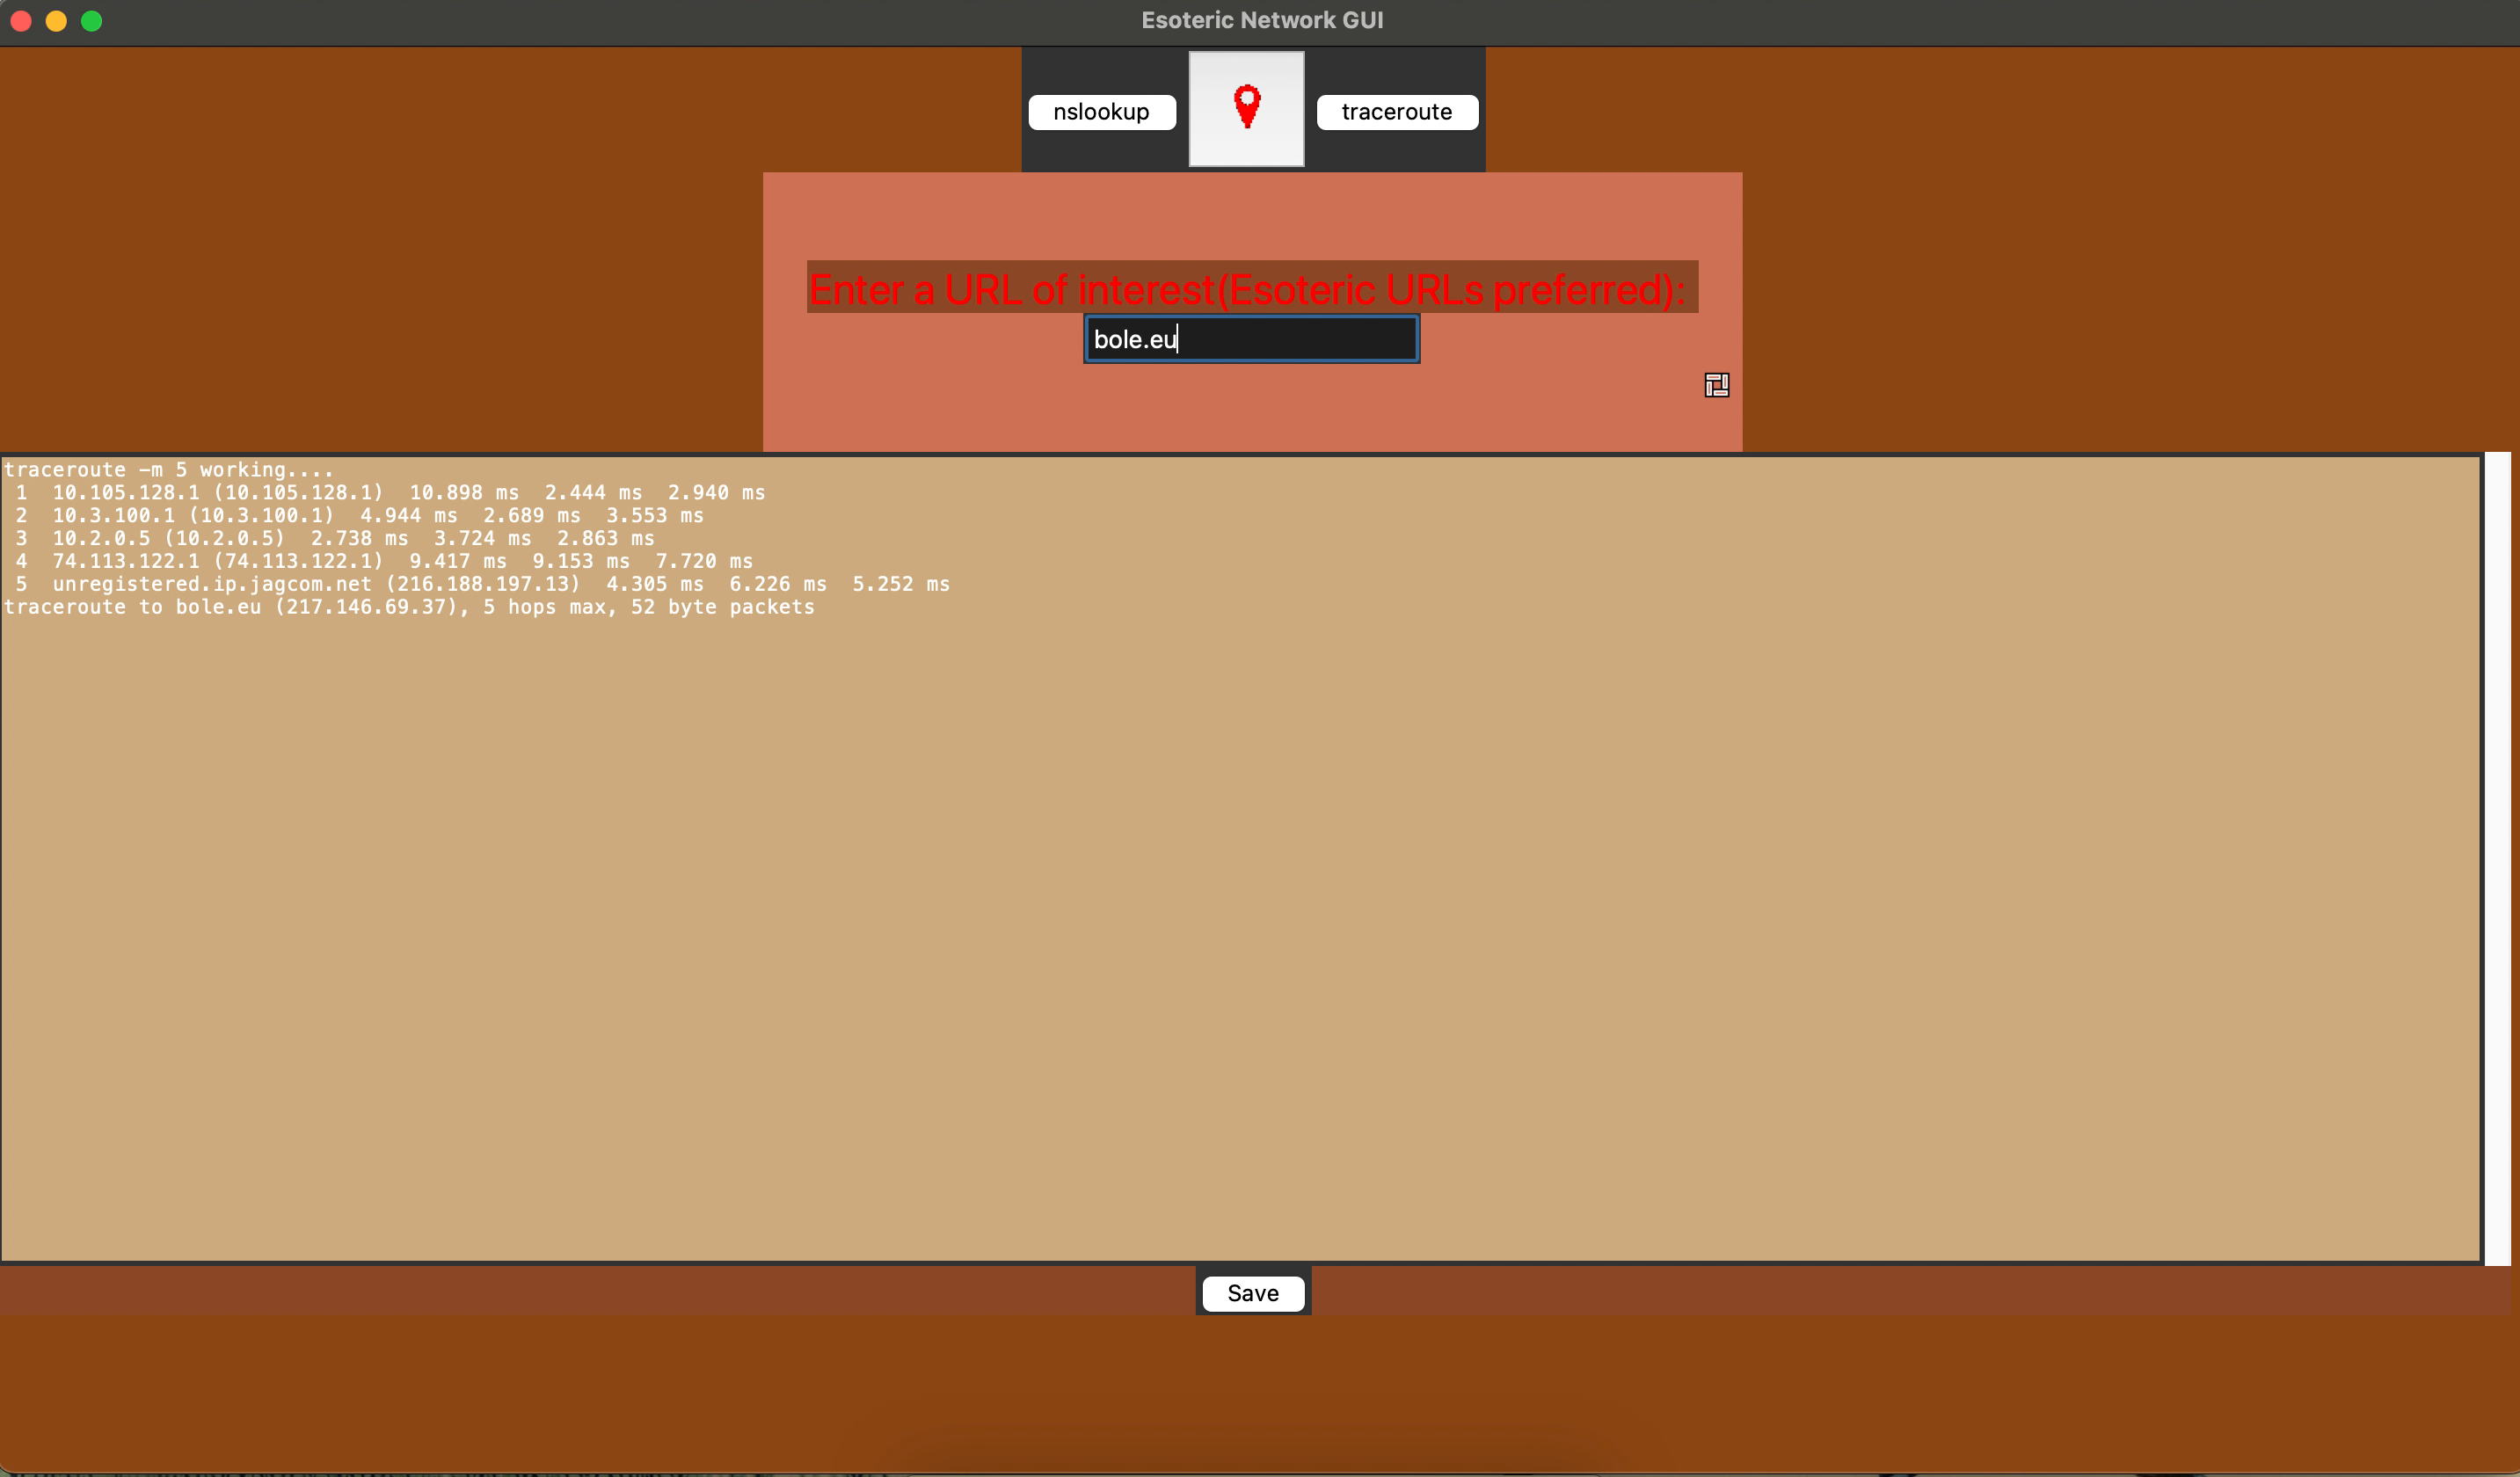 Esoteric Network GUI
nslookup
traceroute
Enter a URL of interest(Esoteric URLs preferred):
bole.eu
traceroute -m 5 working....
1  10.105.128.1 (10.105.128.1)  10.898 ms  2.444 ms  2.940 ms
2  10.3.100.1 (10.3.100.1)  4.944 ms  2.689 ms  3.553 ms
3  10.2.0.5 (10.2.0.5)  2.738 ms  3.724 ms  2.863 ms
4  74.113.122.1 (74.113.122.1)  9.417 ms  9.153 ms  7.720 ms
5  unregistered.ip.jagcom.net (216.188.197.13)  4.305 ms  6.226 ms  5.252 ms
traceroute to bole.eu (217.146.69.37), 5 hops max, 52 byte packets
Save